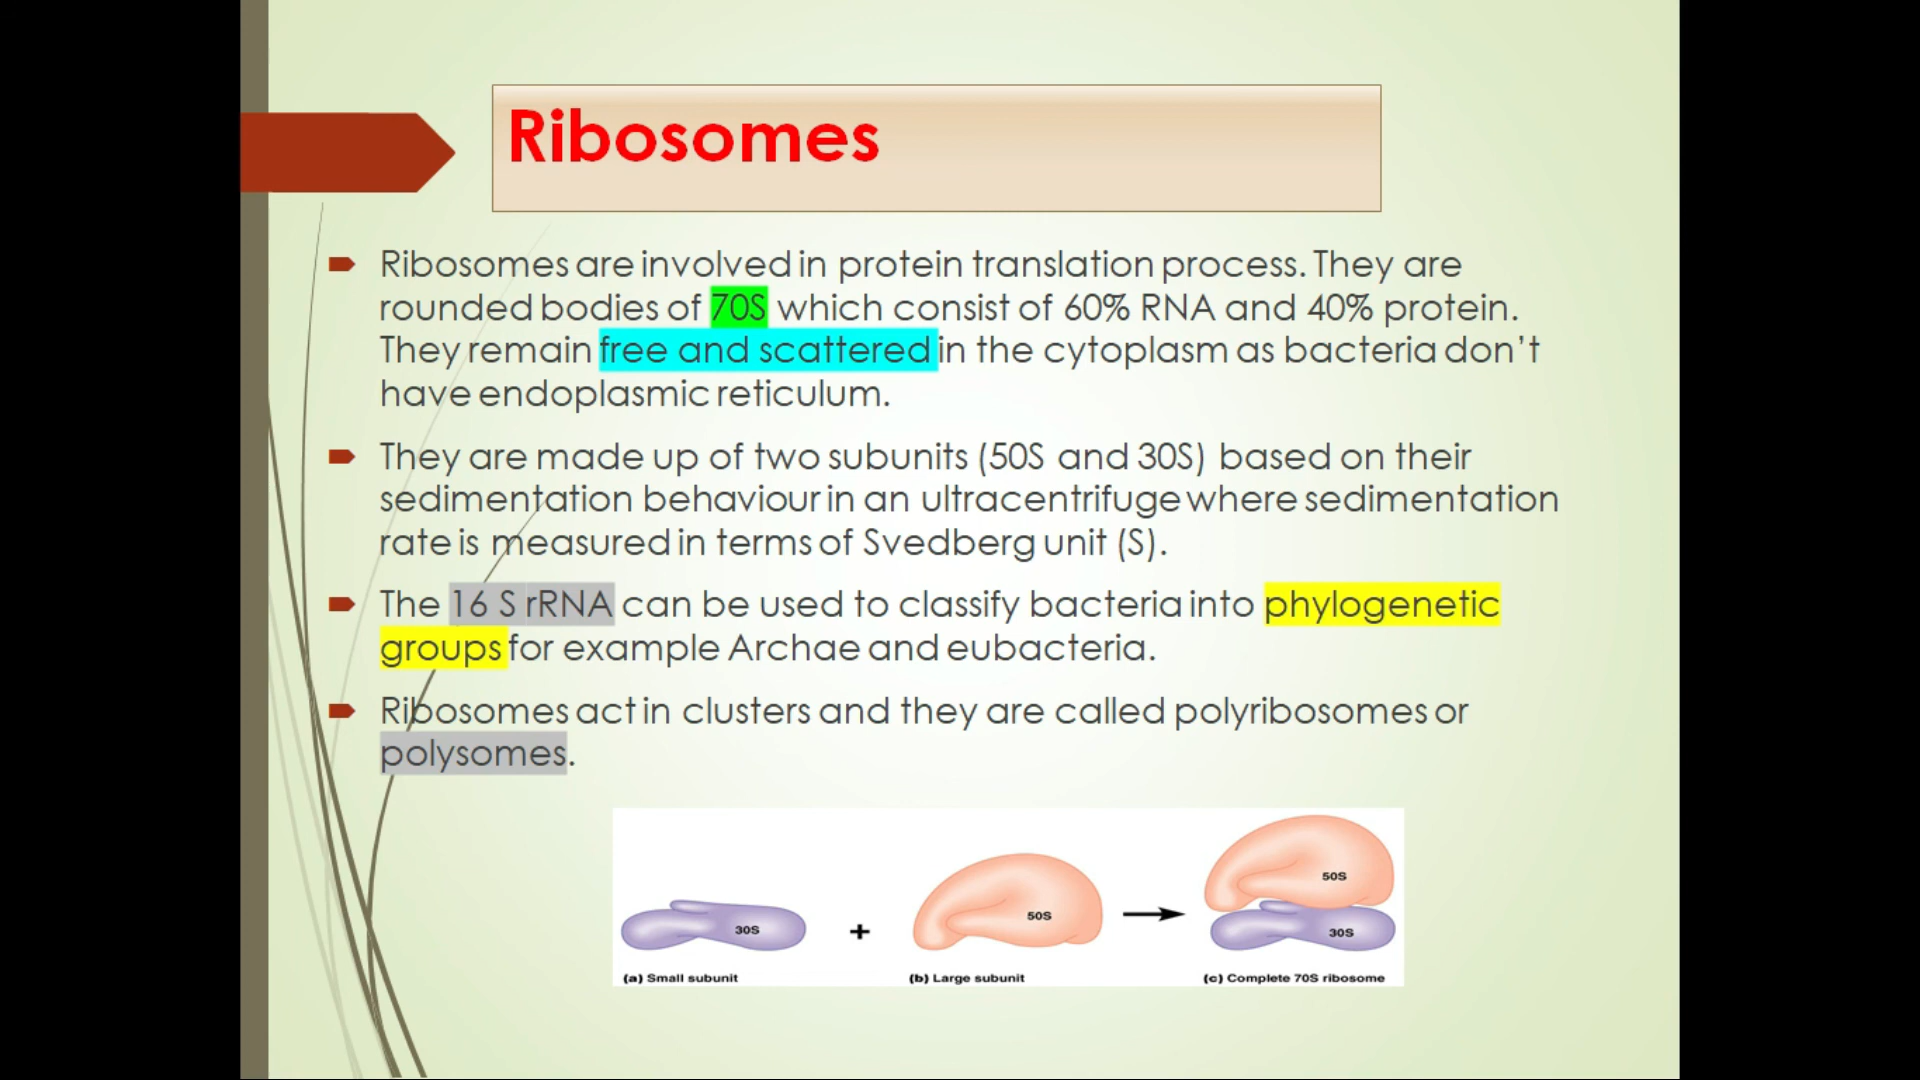 Ribosomes
Ribosomes are involved in protein translation process. They are
rounded bodies of 70S which consist of 60% RNA and 40% protein.
They remain free and scattered in the cytoplasm as bacteria don’t
have endoplasmic reticulum.
They are made up of two subunits (50S and 30S) based on their
sedimentation behaviour in an ultracentrifuge where sedimentation
rate is measured in terms of Svedberg unit (S).
The 16 S rRNA can be used to classify bacteria into phylogenetic
groups for example Archae and eubacteria.
Ribosomes act in clusters and they are called polyribosomes or
polysomes.
30S
+
50S
50S
30S
(a) Small subunit
(b) Large subunit
(c) Complete 70S ribosome